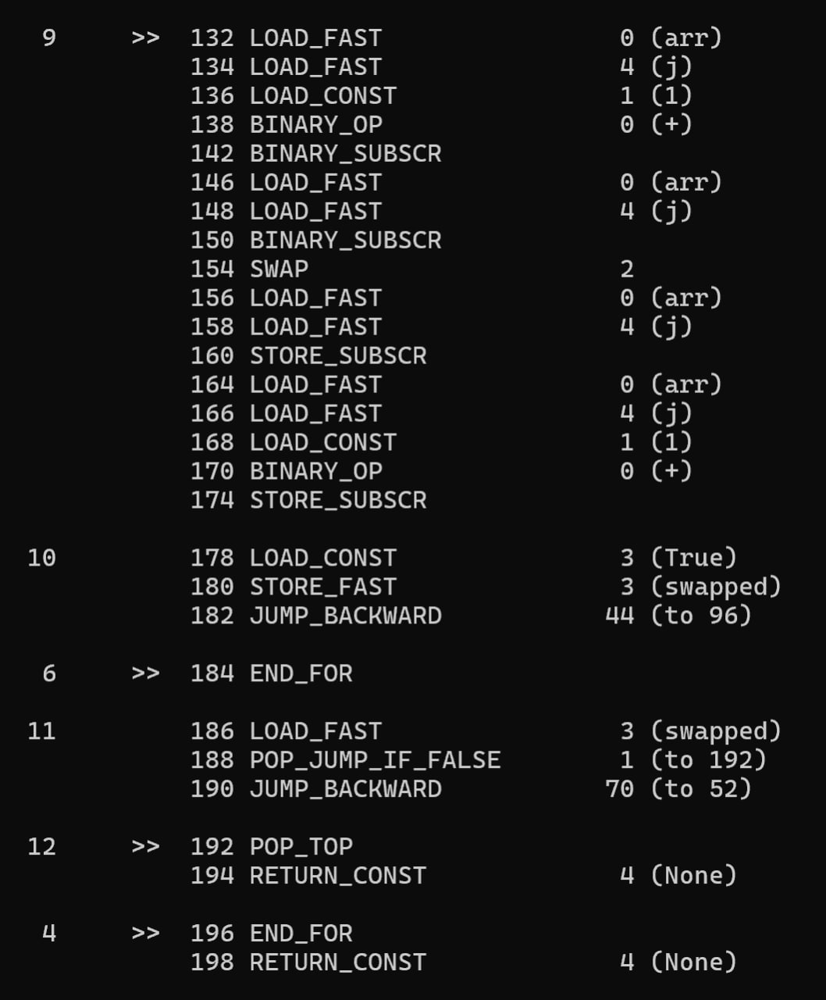 9 >> 132 LOAD_FAST 0 (arr)
134 LOAD_FAST 4 (j)
136 LOAD_CONST 1 (1)
138 BINARY_OP 0 (+)
142 BINARY_SUBSCR
146 LOAD_FAST 0 (arr)
148 LOAD_FAST 4 (j)
150 BINARY_SUBSCR
154 SWAP 2
156 LOAD_FAST 0 (arr)
158 LOAD_FAST 4 (j)
160 STORE_SUBSCR
164 LOAD_FAST 0 (arr)
166 LOAD_FAST 4 (j)
168 LOAD_CONST 1 (1)
170 BINARY_OP 0 (+)
174 STORE_SUBSCR
10 178 LOAD_CONST 3 (True)
180 STORE_FAST 3 (swapped)
182 JUMP_BACKWARD 44 (to 96)
6 >> 184 END_FOR
11 186 LOAD_FAST 3 (swapped)
188 POP_JUMP_IF_FALSE 1 (to 192)
190 JUMP_BACKWARD 70 (to 52)
12 >> 192 POP_TOP
194 RETURN_CONST 4 (None)
4 >> 196 END_FOR
198 RETURN_CONST 4 (None)